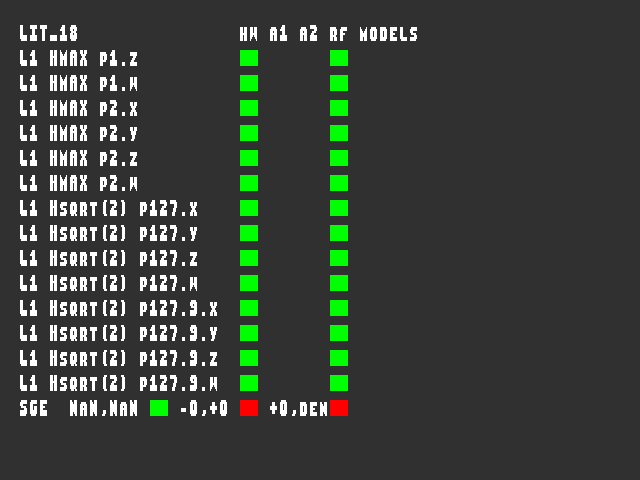 LIT_18 HW A1 A2 RF MODELS
L1 HMAX p1.z
L1 HMAX p1.w
L1 HMAX p2.x
L1 HMAX p2.y
L1 HMAX p2.z
L1 HMAX p2.w
L1 Hsqrt(2) p127.x
L1 Hsqrt(2) p127.y
L1 Hsqrt(2) p127.z
L1 Hsqrt(2) p127.w
L1 Hsqrt(2) p127.9.x
L1 Hsqrt(2) p127.9.y
L1 Hsqrt(2) p127.9.z
L1 Hsqrt(2) p127.9.w
SGE NaN,NaN -0,+0 +0,den